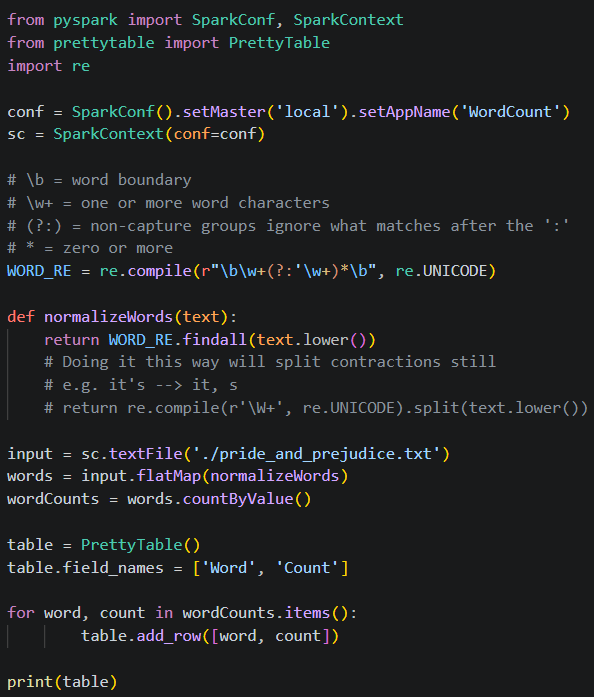 from pyspark import SparkConf, SparkContext
from prettytable import PrettyTable
import re

conf = SparkConf().setMaster('local').setAppName('WordCount')
sc = SparkContext(conf=conf)

# \b = word boundary
# \w+ = one or more word characters
# (?:) = non-capture groups ignore what matches after the ':'
# * = zero or more
WORD_RE = re.compile(r"\b\w+(?:'\w+)*\b", re.UNICODE)

def normalizeWords(text):
    return WORD_RE.findall(text.lower())
    # Doing it this way will split contractions still
    # e.g. it's --> it, s
    # return re.compile(r'\W+', re.UNICODE).split(text.lower())

input = sc.textFile('./pride_and_prejudice.txt')
words = input.flatMap(normalizeWords)
wordCounts = words.countByValue()

table = PrettyTable()
table.field_names = ['Word', 'Count']

for word, count in wordCounts.items():
        table.add_row([word, count])

print(table)